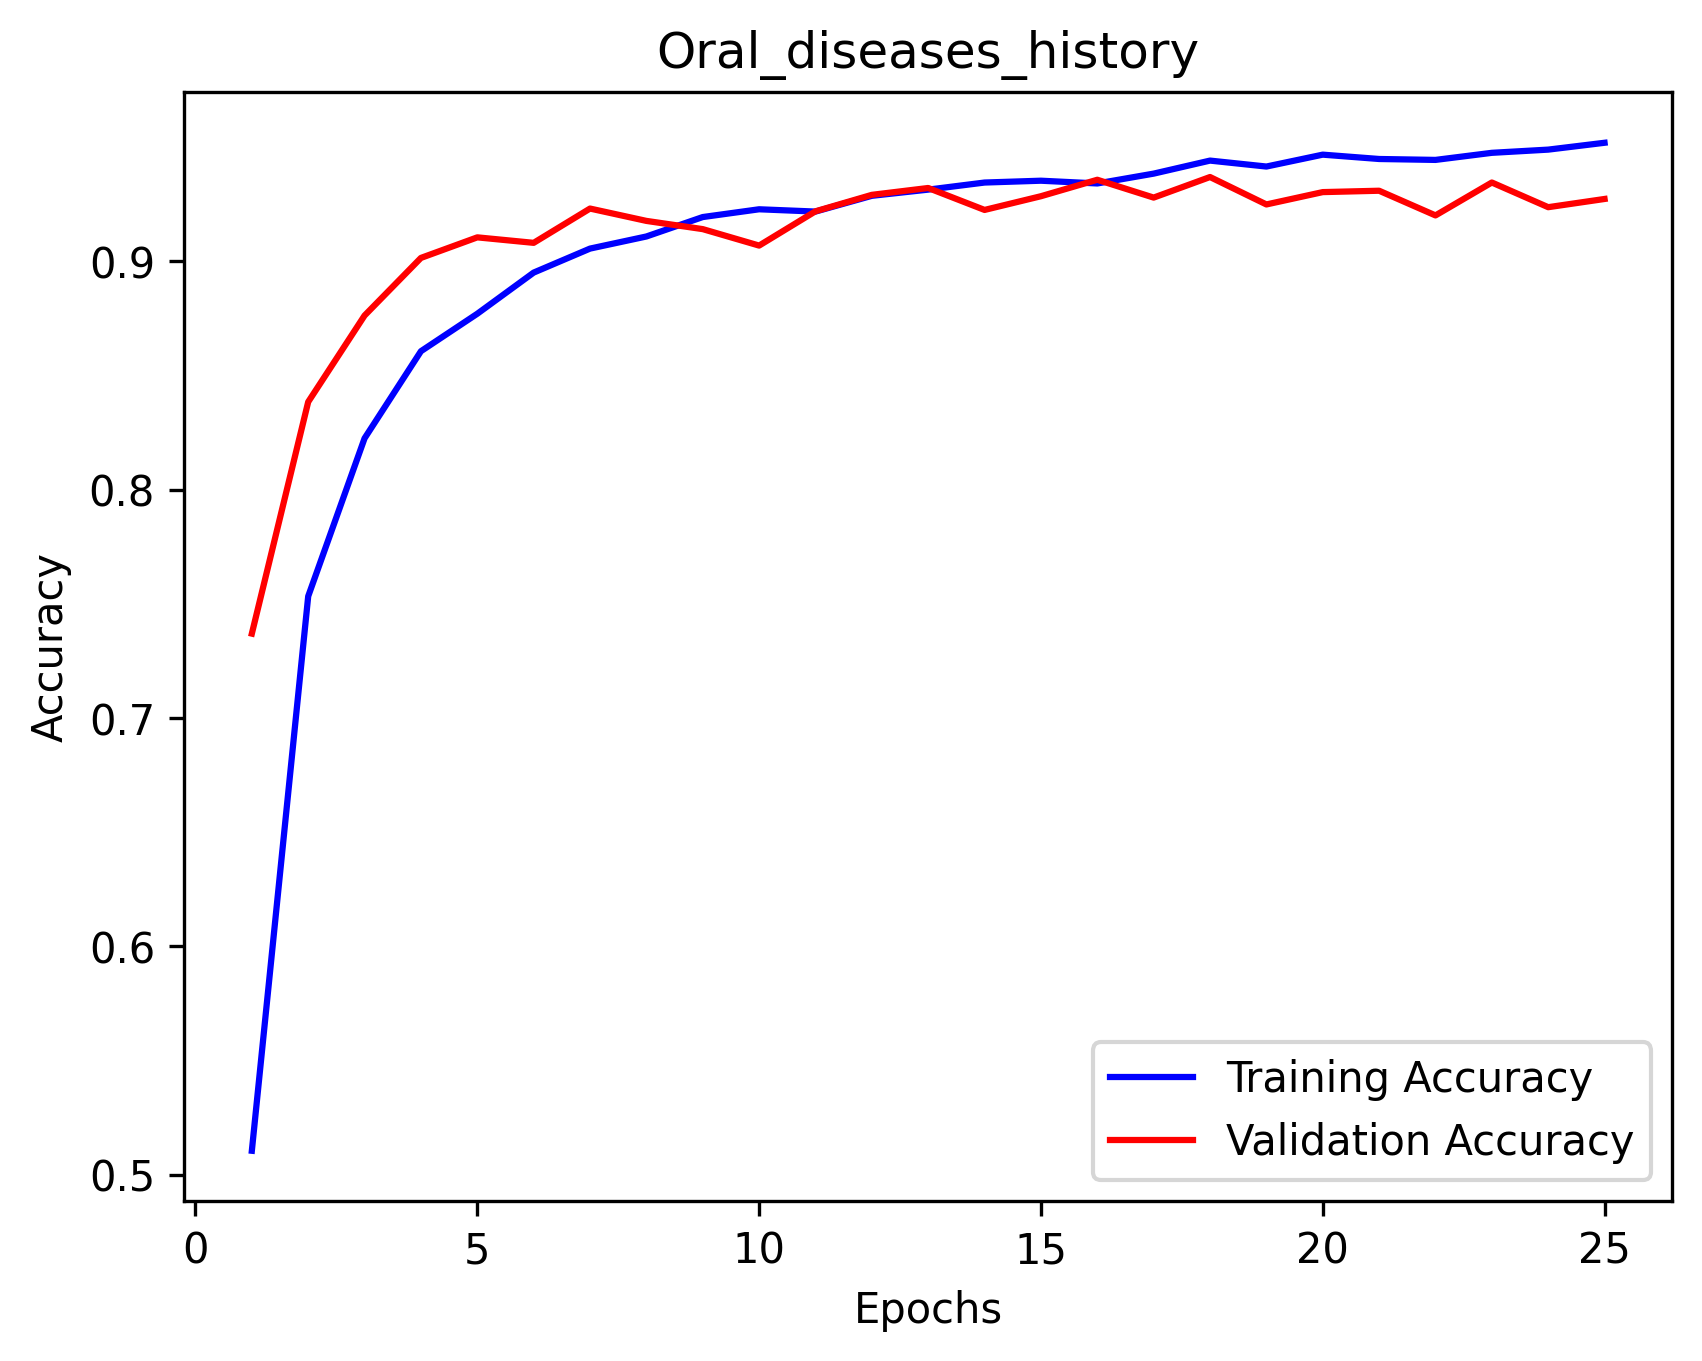 Oral_diseases_history
Accuracy
0.9
0.8
0.7
0.6
0.5
0 5 10 15 20 25
Epochs
Training Accuracy
Validation Accuracy